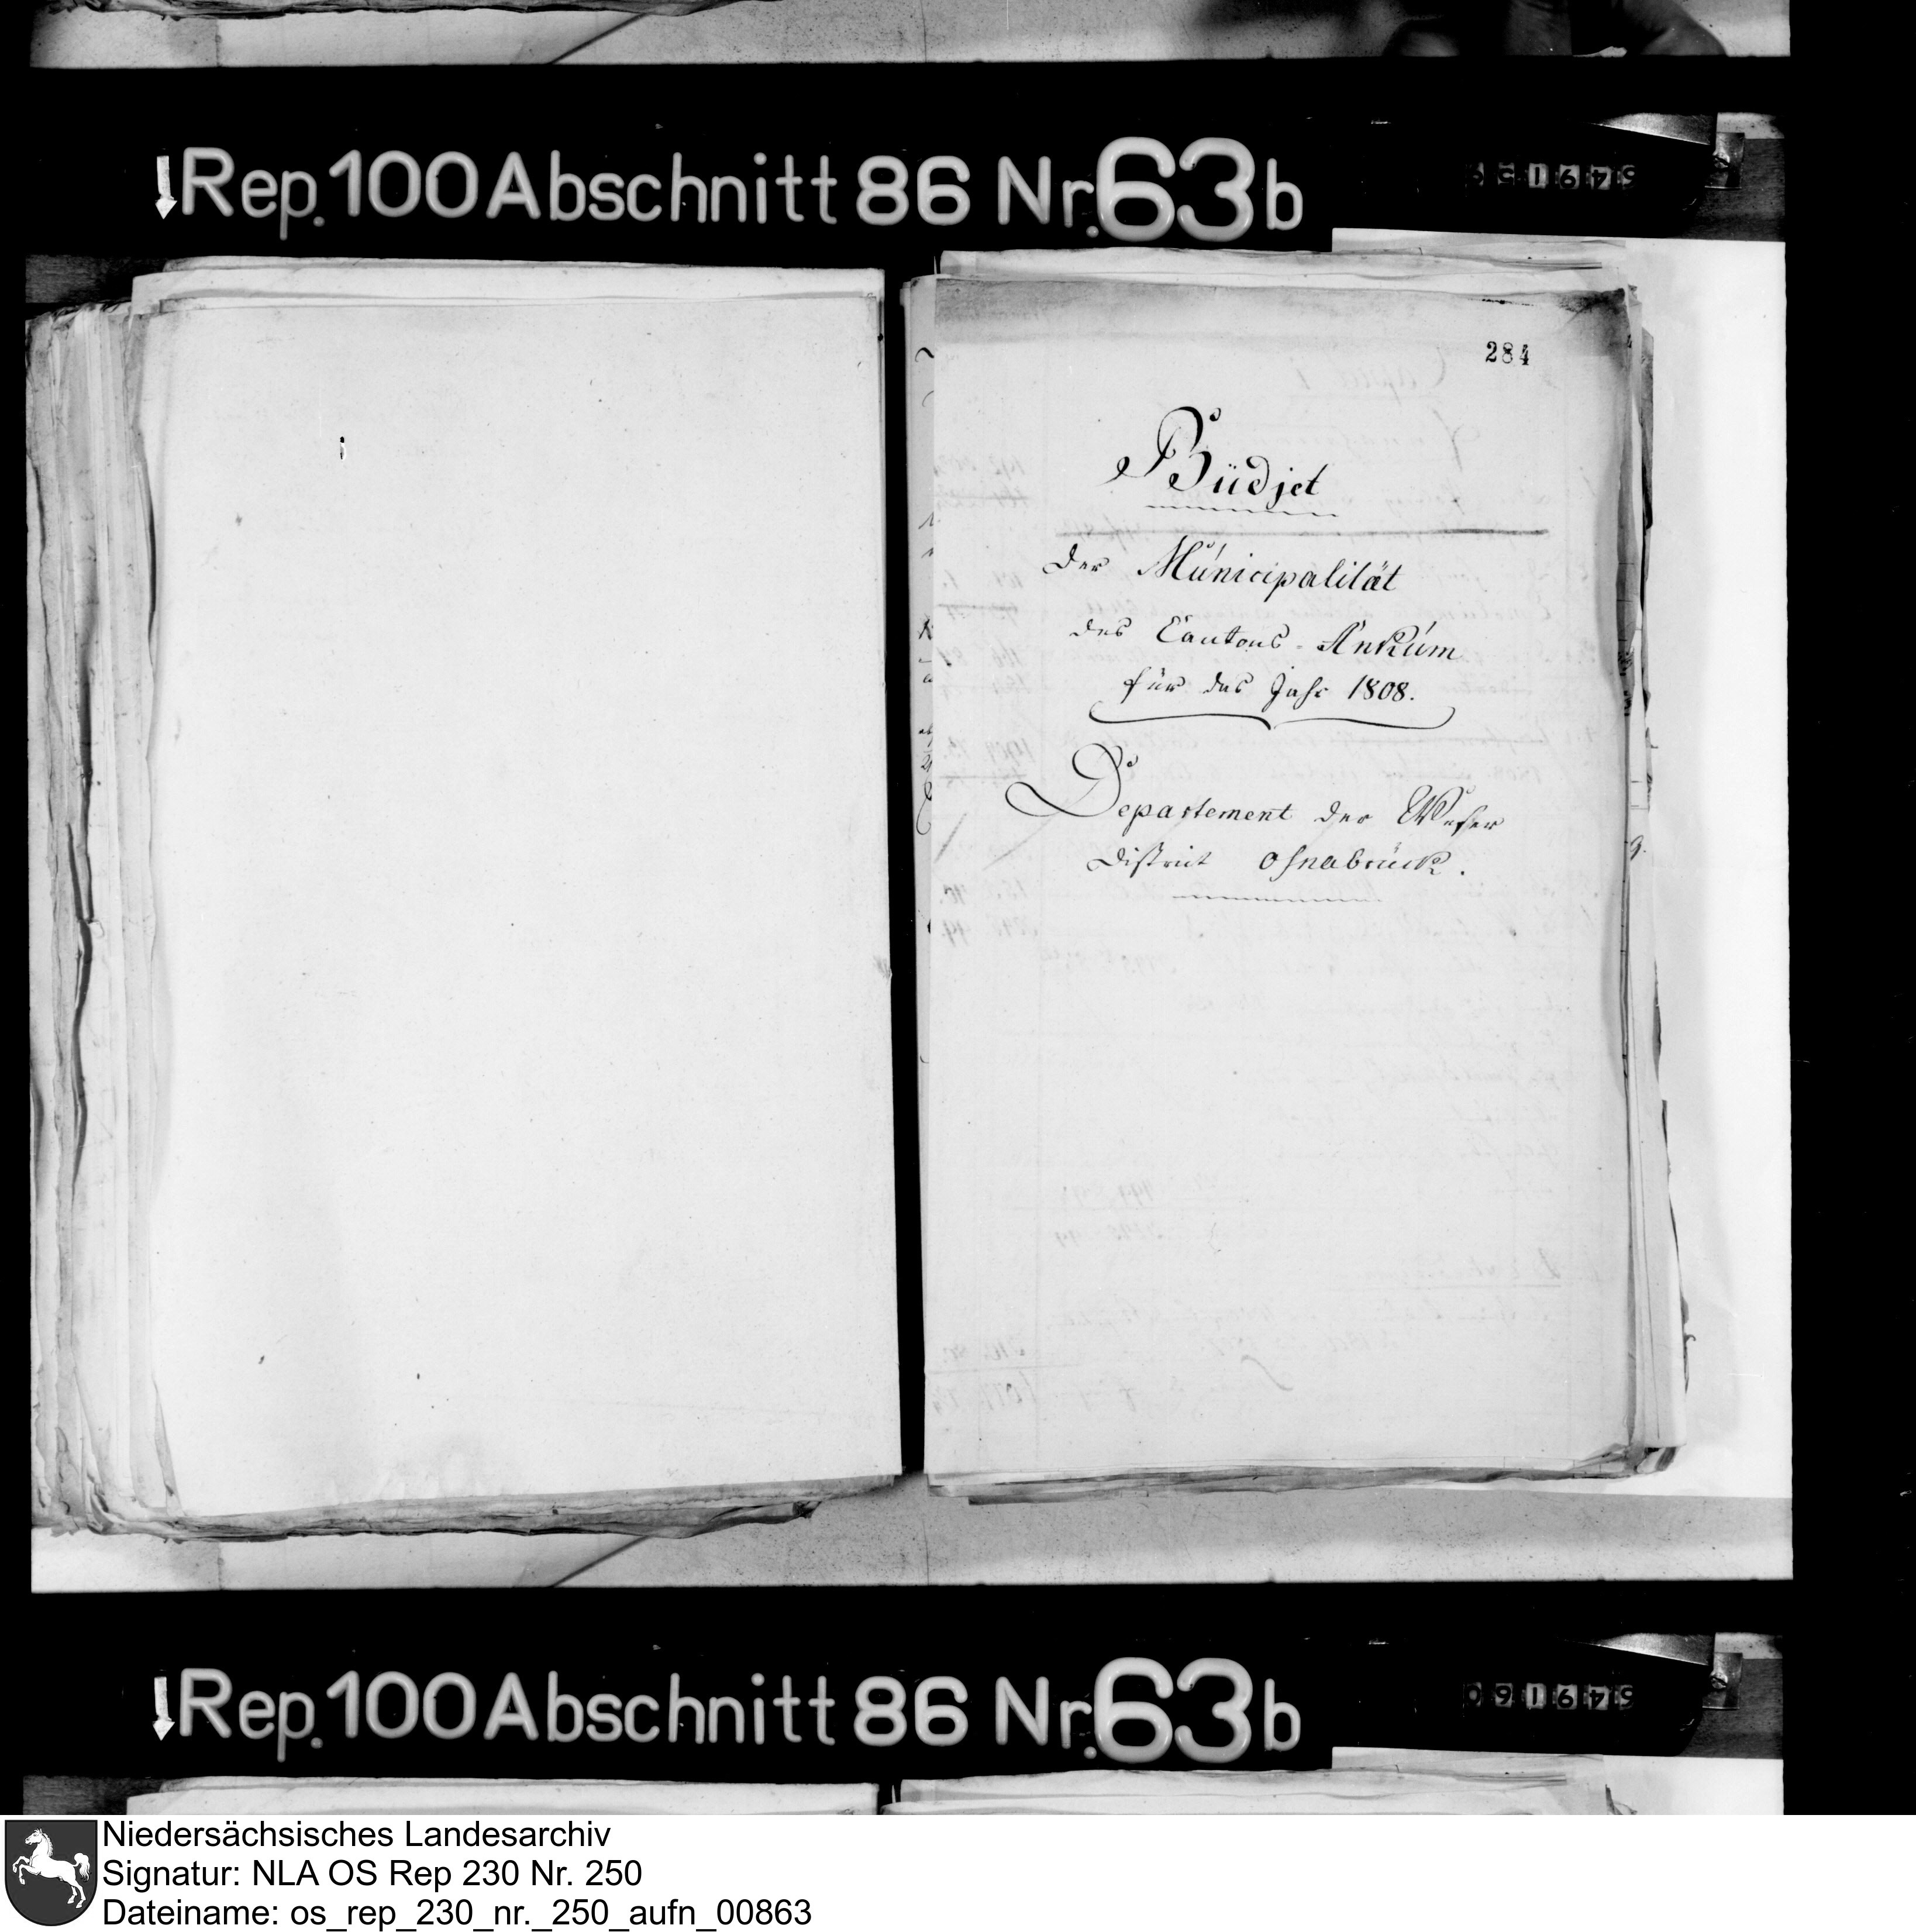 Rep. 100 Abschnitt 86 Nr. 63 b
284
Büdjet
der Municipalität
des Cantons - Ankum
für das Jahr 1808.
Departement der Weser
District Osnabrück.
Rep. 100 Abschnitt 86 Nr. 63 b
Niedersächsisches Landesarchiv
Signatur: NLA OS Rep 230 Nr. 250
Dateiname: os_rep_230_nr._250_aufn_00863